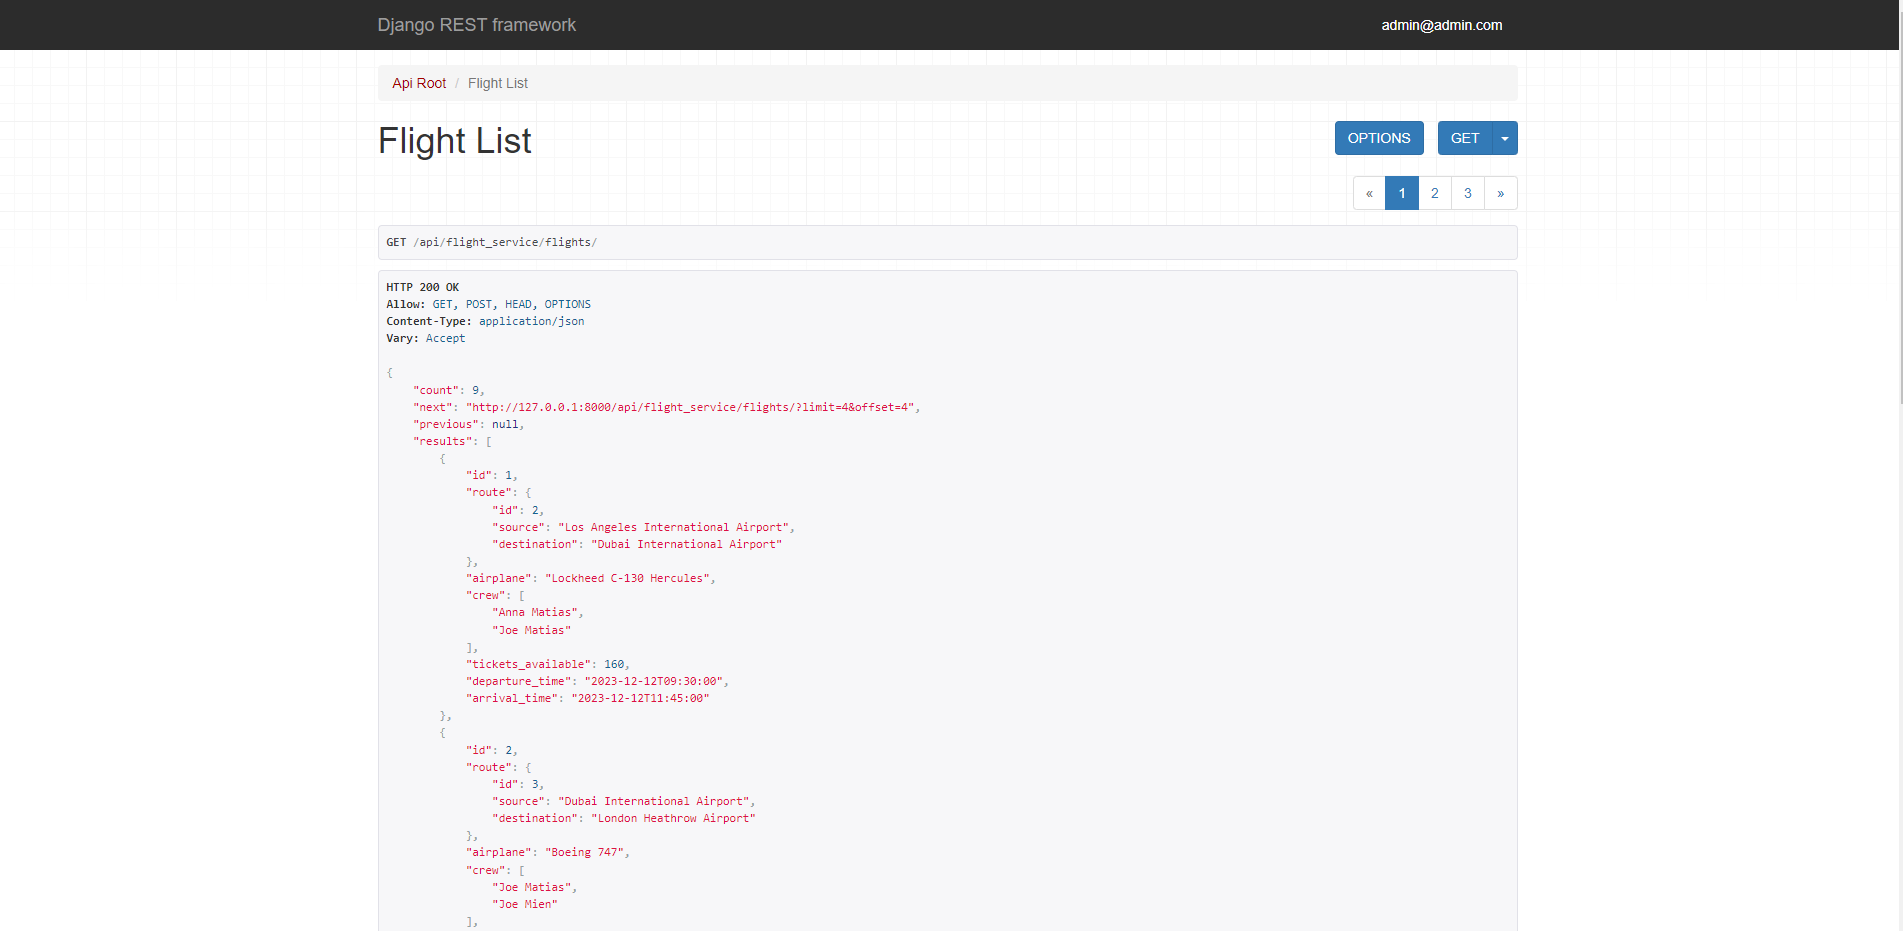 Django REST framework
admin@admin.com
Api Root / Flight List
Flight List
OPTIONS
GET
« 1 2 3 »
GET /api/flight_service/flights/
HTTP 200 OK
Allow: GET, POST, HEAD, OPTIONS
Content-Type: application/json
Vary: Accept
{
    "count": 9,
    "next": "http://127.0.0.1:8000/api/flight_service/flights/?limit=4&offset=4",
    "previous": null,
    "results": [
        {
            "id": 1,
            "route": {
                "id": 2,
                "source": "Los Angeles International Airport",
                "destination": "Dubai International Airport"
            },
            "airplane": "Lockheed C-130 Hercules",
            "crew": [
                "Anna Matias",
                "Joe Matias"
            ],
            "tickets_available": 160,
            "departure_time": "2023-12-12T09:30:00",
            "arrival_time": "2023-12-12T11:45:00"
        },
        {
            "id": 2,
            "route": {
                "id": 3,
                "source": "Dubai International Airport",
                "destination": "London Heathrow Airport"
            },
            "airplane": "Boeing 747",
            "crew": [
                "Joe Matias",
                "Joe Mien"
            ],